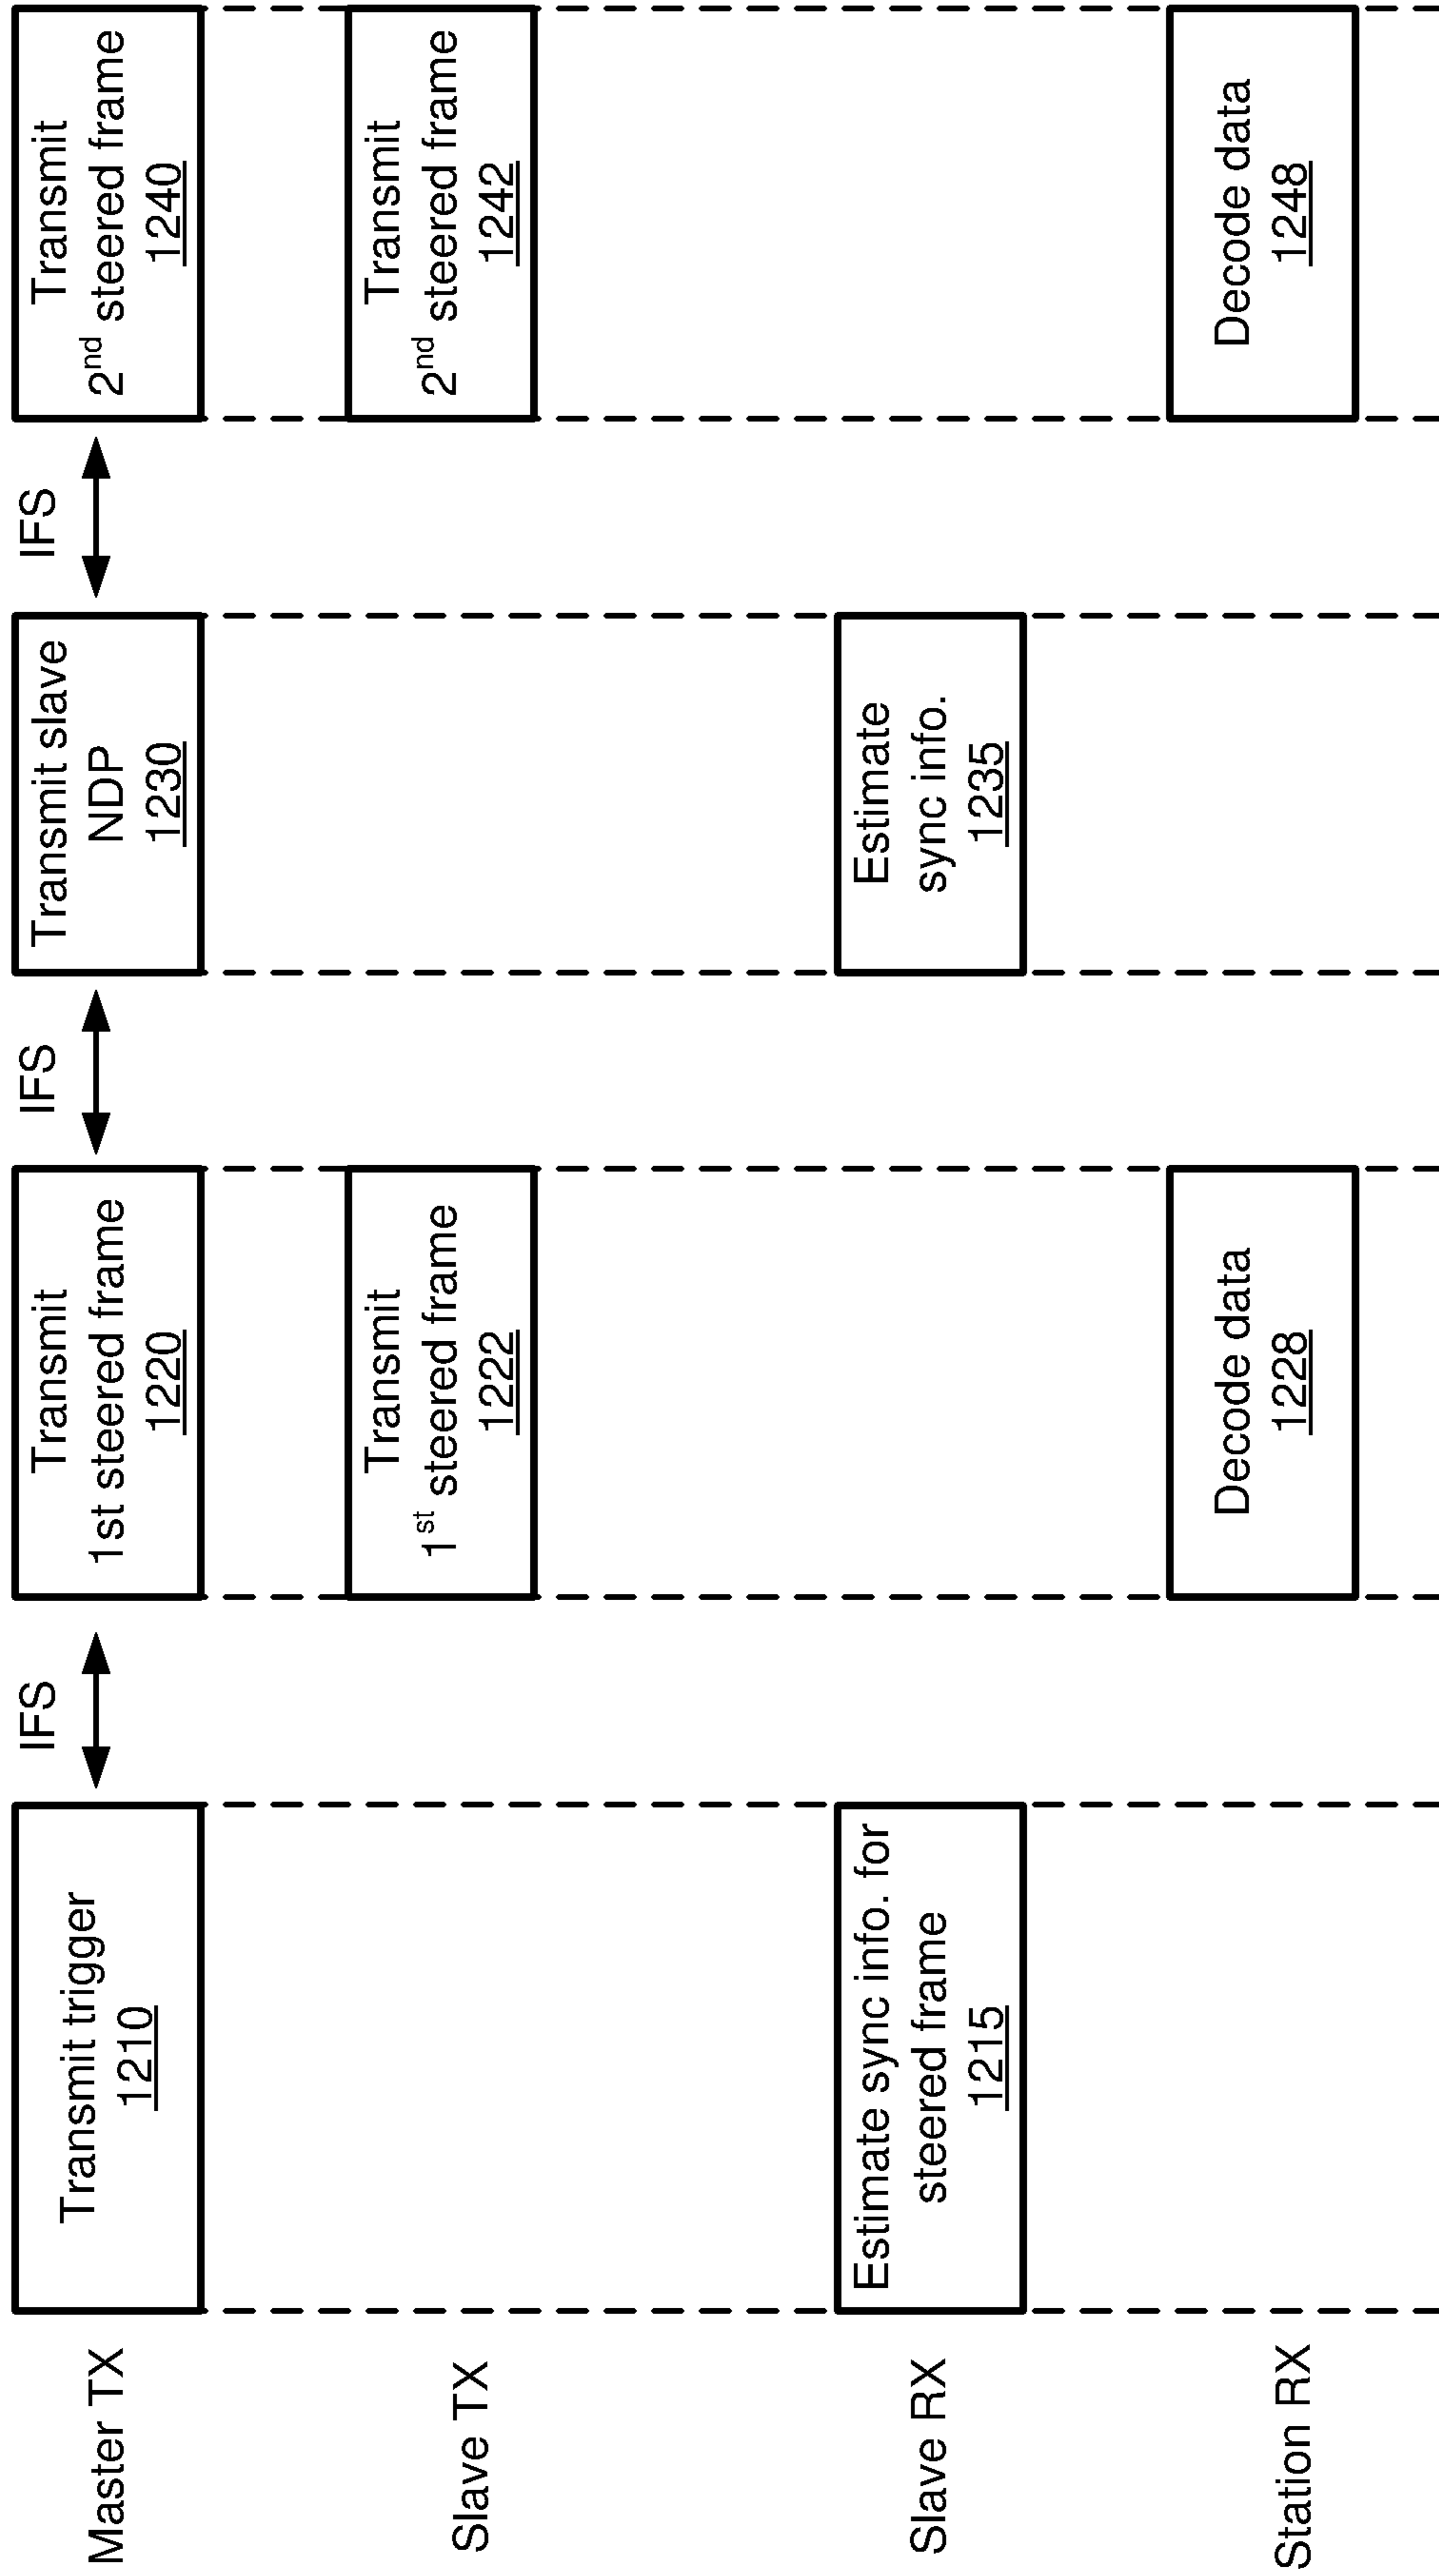 Master TX
Transmit trigger
1210
IFS
Transmit
1st steered frame
1220
IFS
Transmit slave
NDP
1230
IFS
Transmit
2nd steered frame
1240
Slave TX
Transmit
1st steered frame
1222
Transmit
2nd steered frame
1242
Slave RX
Estimate sync info. for
steered frame
1215
Estimate
sync info.
1235
Station RX
Decode data
1228
Decode data
1248